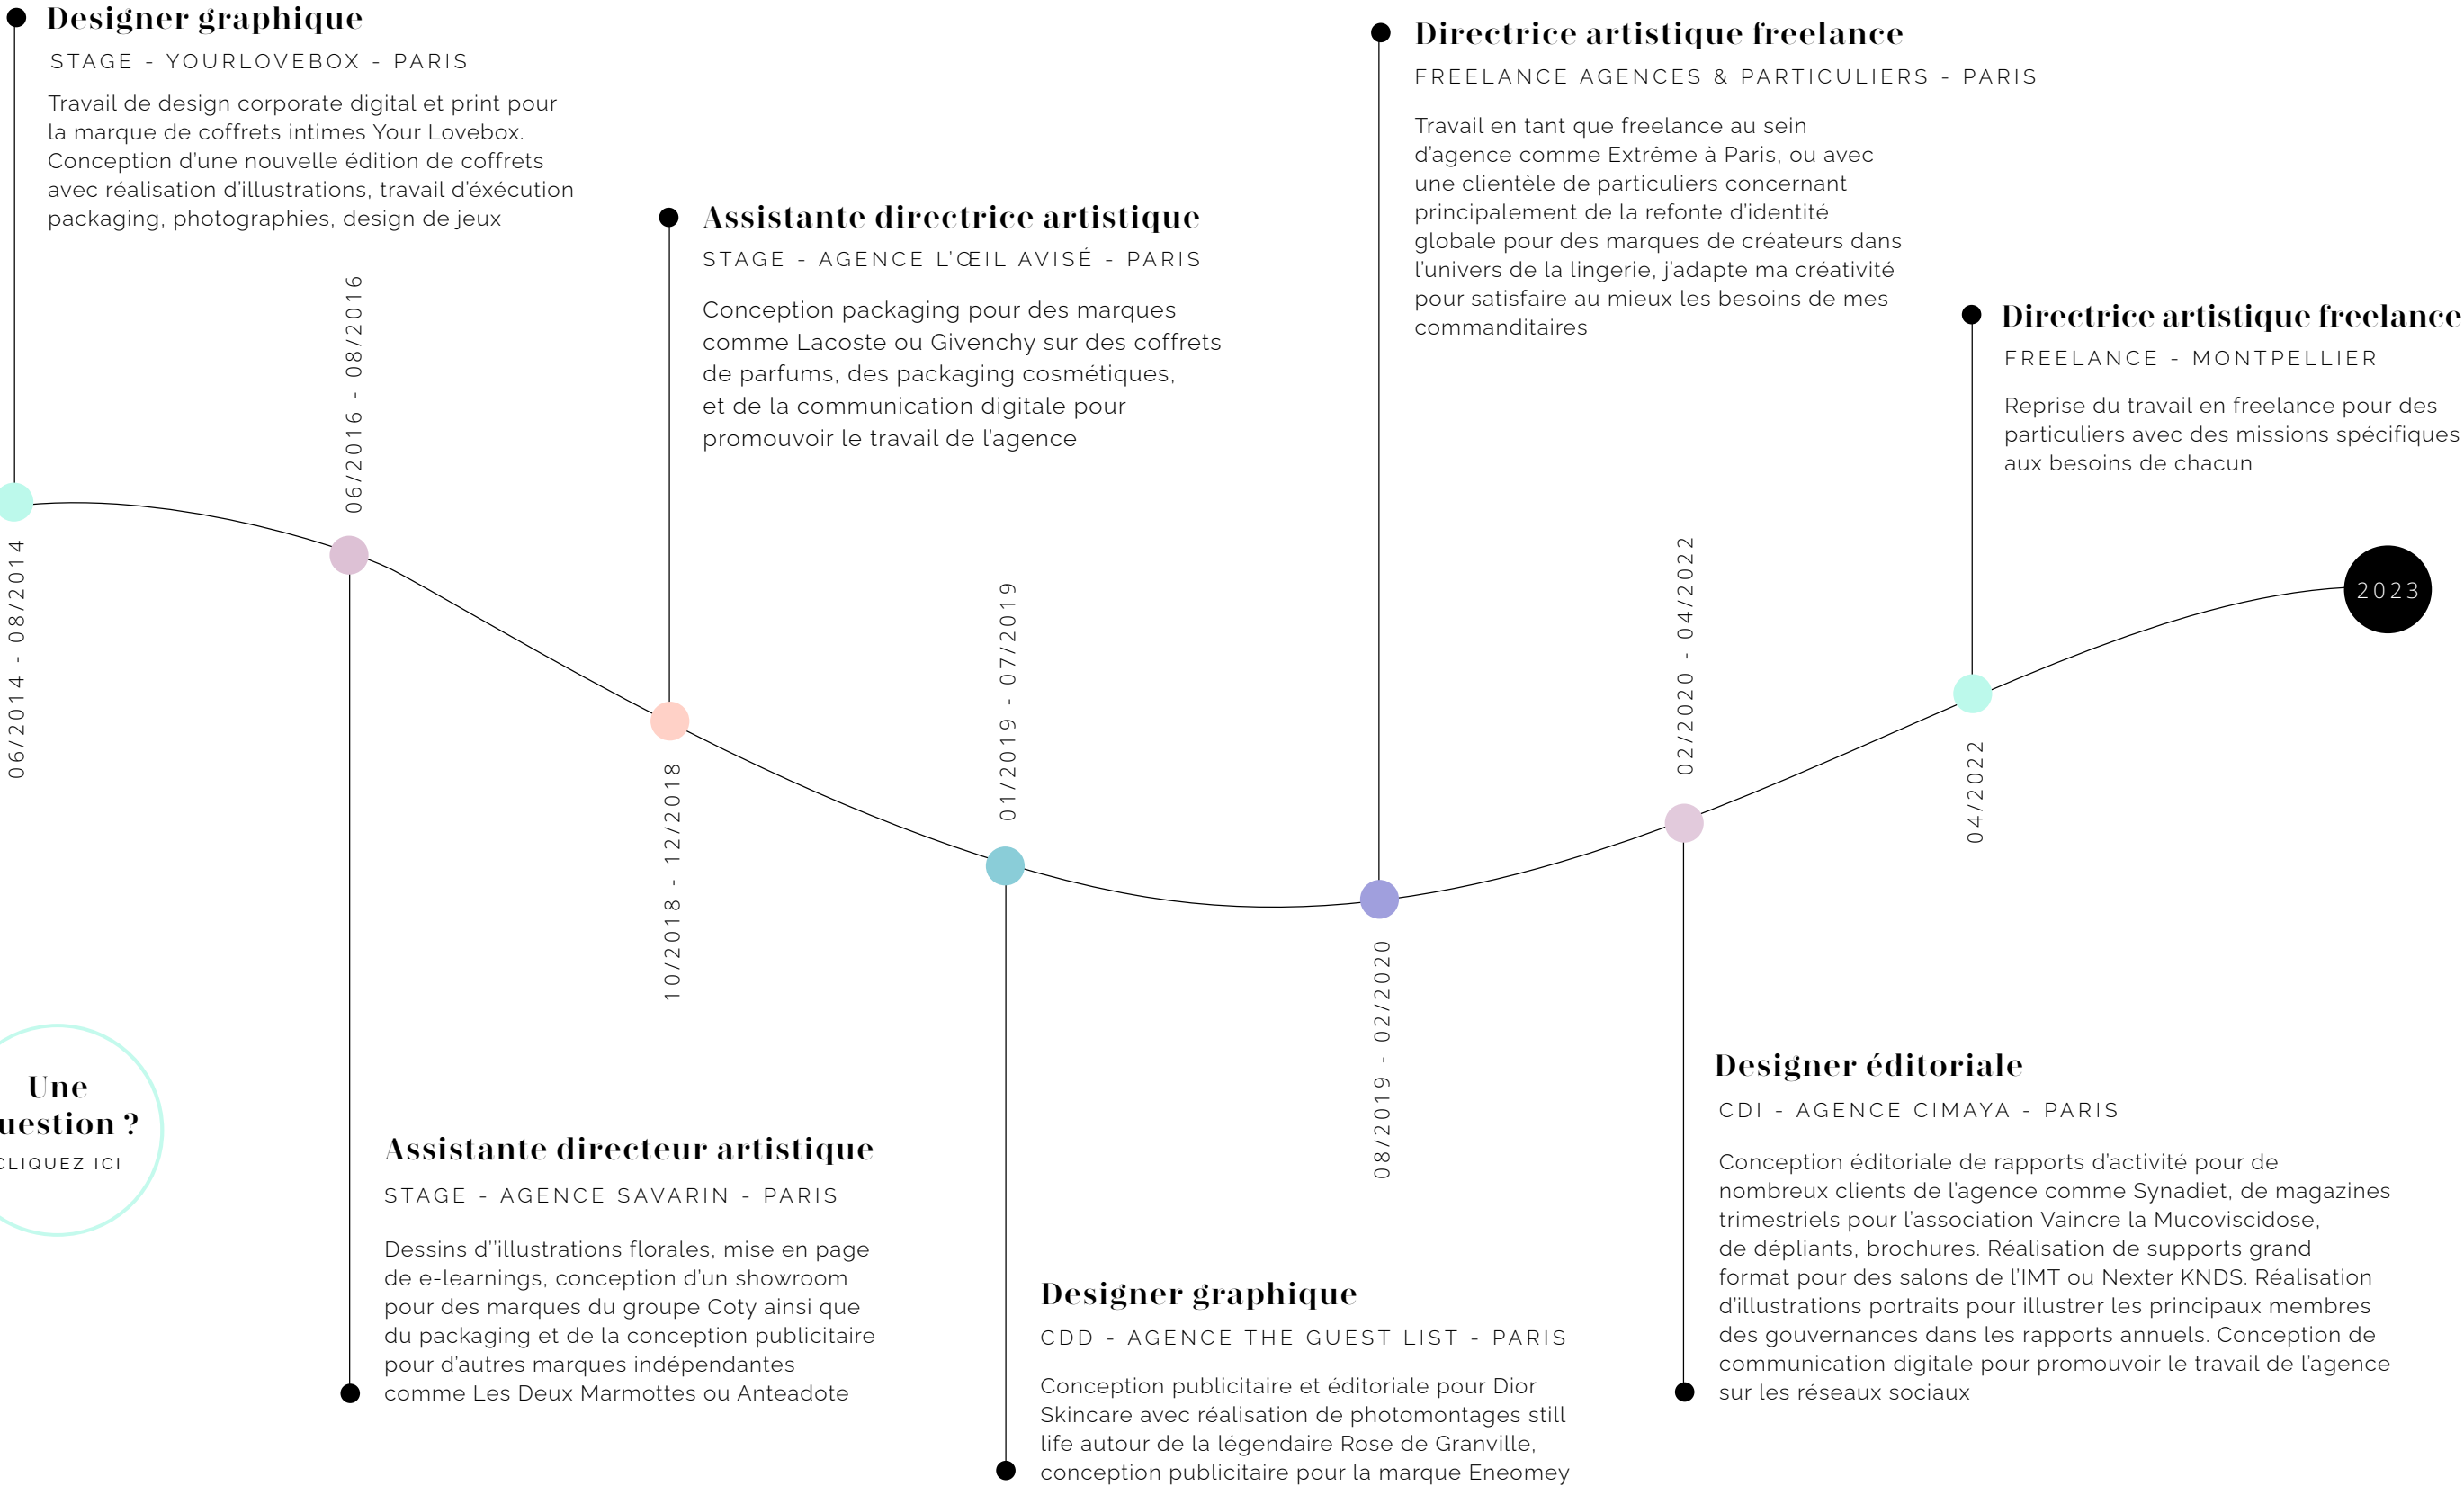 Designer graphique
STAGE - YOURLOVEBOX - PARIS
Travail de design corporate digital et print pour
la marque de coffrets intimes Your Lovebox.
Conception d'une nouvelle édition de coffrets
avec réalisation d'illustrations, travail d'éxécution
packaging, photographies, design de jeux
06/2014 - 08/2014
06/2016 - 08/2016
Assistante directeur artistique
STAGE - AGENCE SAVARIN - PARIS
Dessins d''illustrations florales, mise en page
de e-learnings, conception d'un showroom
pour des marques du groupe Coty ainsi que
du packaging et de la conception publicitaire
pour d'autres marques indépendantes
comme Les Deux Marmottes ou Anteadote
Assistante directrice artistique
STAGE - AGENCE L'ŒIL AVISÉ - PARIS
Conception packaging pour des marques
comme Lacoste ou Givenchy sur des coffrets
de parfums, des packaging cosmétiques,
et de la communication digitale pour
promouvoir le travail de l'agence
10/2018 - 12/2018
01/2019 - 07/2019
Designer graphique
CDD - AGENCE THE GUEST LIST - PARIS
Conception publicitaire et éditoriale pour Dior
Skincare avec réalisation de photomontages still
life autour de la légendaire Rose de Granville,
conception publicitaire pour la marque Eneomey
Directrice artistique freelance
FREELANCE AGENCES & PARTICULIERS - PARIS
Travail en tant que freelance au sein
d'agence comme Extrême à Paris, ou avec
une clientèle de particuliers concernant
principalement de la refonte d'identité
globale pour des marques de créateurs dans
l'univers de la lingerie, j'adapte ma créativité
pour satisfaire au mieux les besoins de mes
commanditaires
08/2019 - 02/2020
02/2020 - 04/2022
Designer éditoriale
CDI - AGENCE CIMAYA - PARIS
Conception éditoriale de rapports d'activité pour de
nombreux clients de l'agence comme Synadiet, de magazines
trimestriels pour l'association Vaincre la Mucoviscidose,
de dépliants, brochures. Réalisation de supports grand
format pour des salons de l'IMT ou Nexter KNDS. Réalisation
d'illustrations portraits pour illustrer les principaux membres
des gouvernances dans les rapports annuels. Conception de
communication digitale pour promouvoir le travail de l'agence
sur les réseaux sociaux
Directrice artistique freelance
FREELANCE - MONTPELLIER
Reprise du travail en freelance pour des
particuliers avec des missions spécifiques
aux besoins de chacun
04/2022
2023
Une
uestion ?
CLIQUEZ ICI